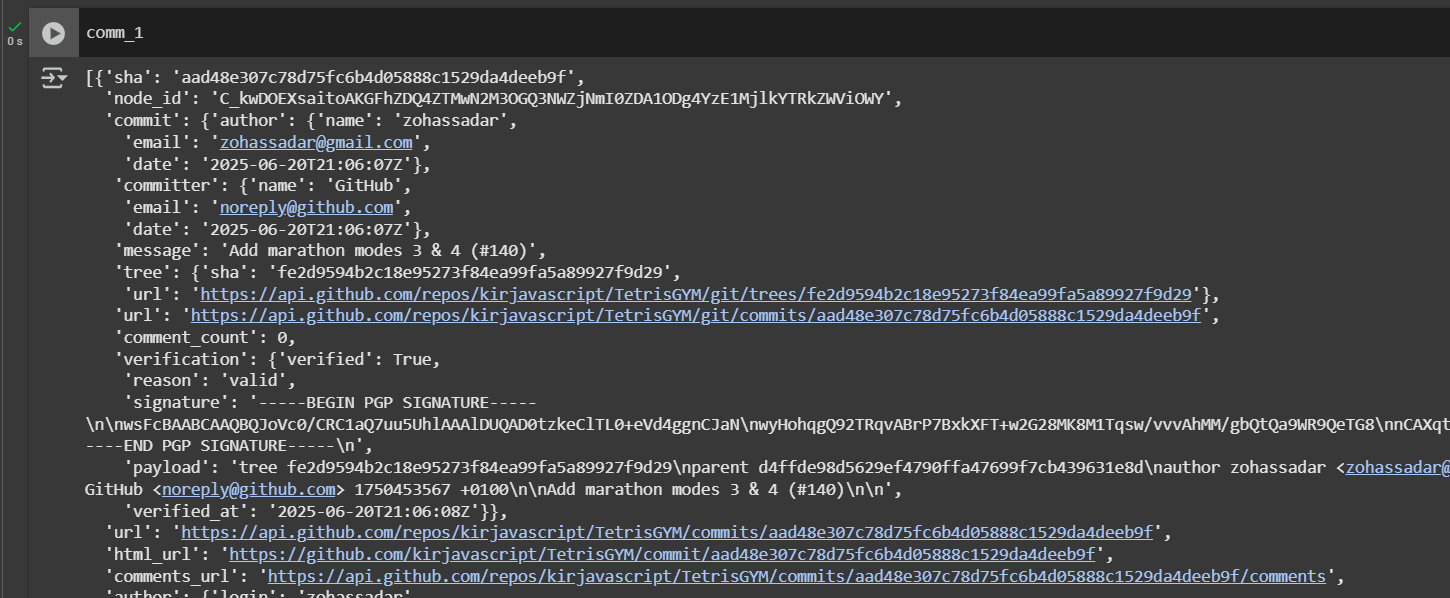 0 s
comm_1
[{'sha': 'aad48e307c78d75fc6b4d05888c1529da4deeb9f',
'node_id': 'C_kwDOEXsaitoAKGFhZDQ4ZTMwN2M3OGQ3NWZjNmI0ZDA1ODg4YzE1MjlkYTRkZWViOWY',
'commit': {'author': {'name': 'zohassadar',
'email': 'zohassadar@gmail.com',
'date': '2025-06-20T21:06:07Z'},
'committer': {'name': 'GitHub',
'email': 'noreply@github.com',
'date': '2025-06-20T21:06:07Z'},
'message': 'Add marathon modes 3 & 4 (#140)',
'tree': {'sha': 'fe2d9594b2c18e95273f84ea99fa5a89927f9d29',
'url': 'https://api.github.com/repos/kirjavascript/TetrisGYM/git/trees/fe2d9594b2c18e95273f84ea99fa5a89927f9d29'},
'url': 'https://api.github.com/repos/kirjavascript/TetrisGYM/git/commits/aad48e307c78d75fc6b4d05888c1529da4deeb9f',
'comment_count': 0,
'verification': {'verified': True,
'reason': 'valid',
'signature': '-----BEGIN PGP SIGNATURE-----
\n\nwsFcBAABCAAQBQJoVc0/CRC1aQ7uu5UhlAAAlDUQAD0tzkeClTL0+eVd4ggnCJaN\nwyHohqgQ92TRqvABrP7BxkXFT+w2G28MK8M1Tqsw/vvvAhMM/gbQtQa9WR9QeTG8\nnCAXqt
----END PGP SIGNATURE-----\n',
'payload': 'tree fe2d9594b2c18e95273f84ea99fa5a89927f9d29\nparent d4ffde98d5629ef4790ffa47699f7cb439631e8d\nauthor zohassadar <zohassadar@
GitHub <noreply@github.com> 1750453567 +0100\n\nAdd marathon modes 3 & 4 (#140)\n\n',
'verified_at': '2025-06-20T21:06:08Z'}},
'url': 'https://api.github.com/repos/kirjavascript/TetrisGYM/commits/aad48e307c78d75fc6b4d05888c1529da4deeb9f',
'html_url': 'https://github.com/kirjavascript/TetrisGYM/commit/aad48e307c78d75fc6b4d05888c1529da4deeb9f',
'comments_url': 'https://api.github.com/repos/kirjavascript/TetrisGYM/commits/aad48e307c78d75fc6b4d05888c1529da4deeb9f/comments',
'author': {'login': 'zohassadar'